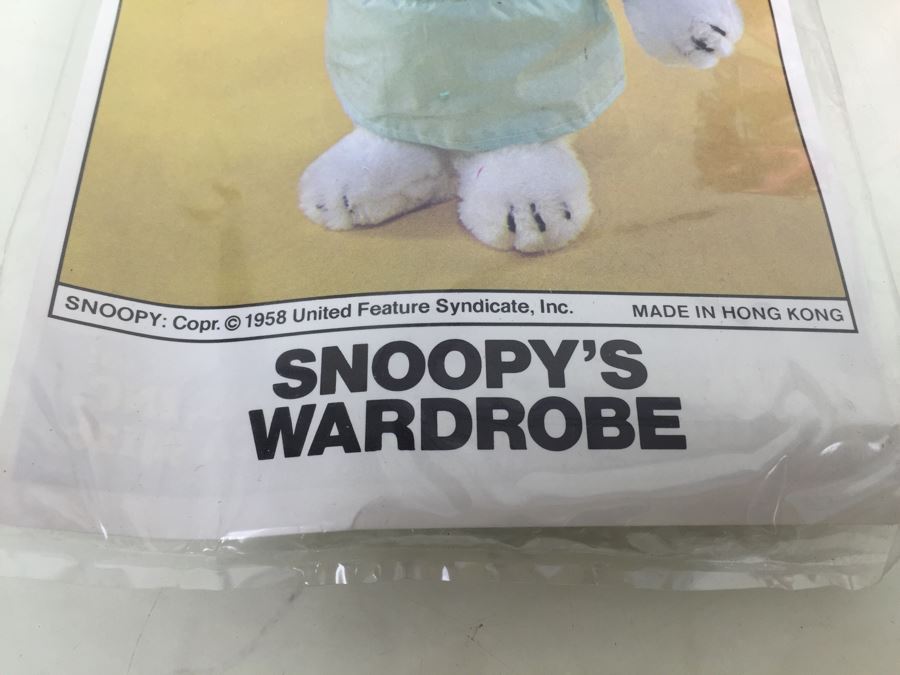 SNOOPY: Copr. © 1958 United Feature Syndicate, Inc. MADE IN HONG KONG
SNOOPY'S
WARDROBE